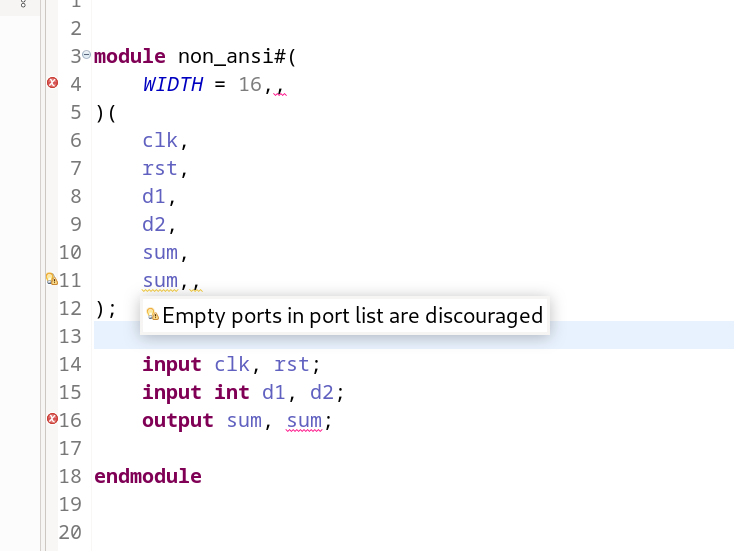 1
2
3 module non_ansi#(
4 WIDTH = 16,,
5 )(
6 clk,
7 rst,
8 d1,
9 d2,
10 sum,
11 sum,,
12 );
Empty ports in port list are discouraged
13
14 input clk, rst;
15 input int d1, d2;
16 output sum, sum;
17
18 endmodule
19
20